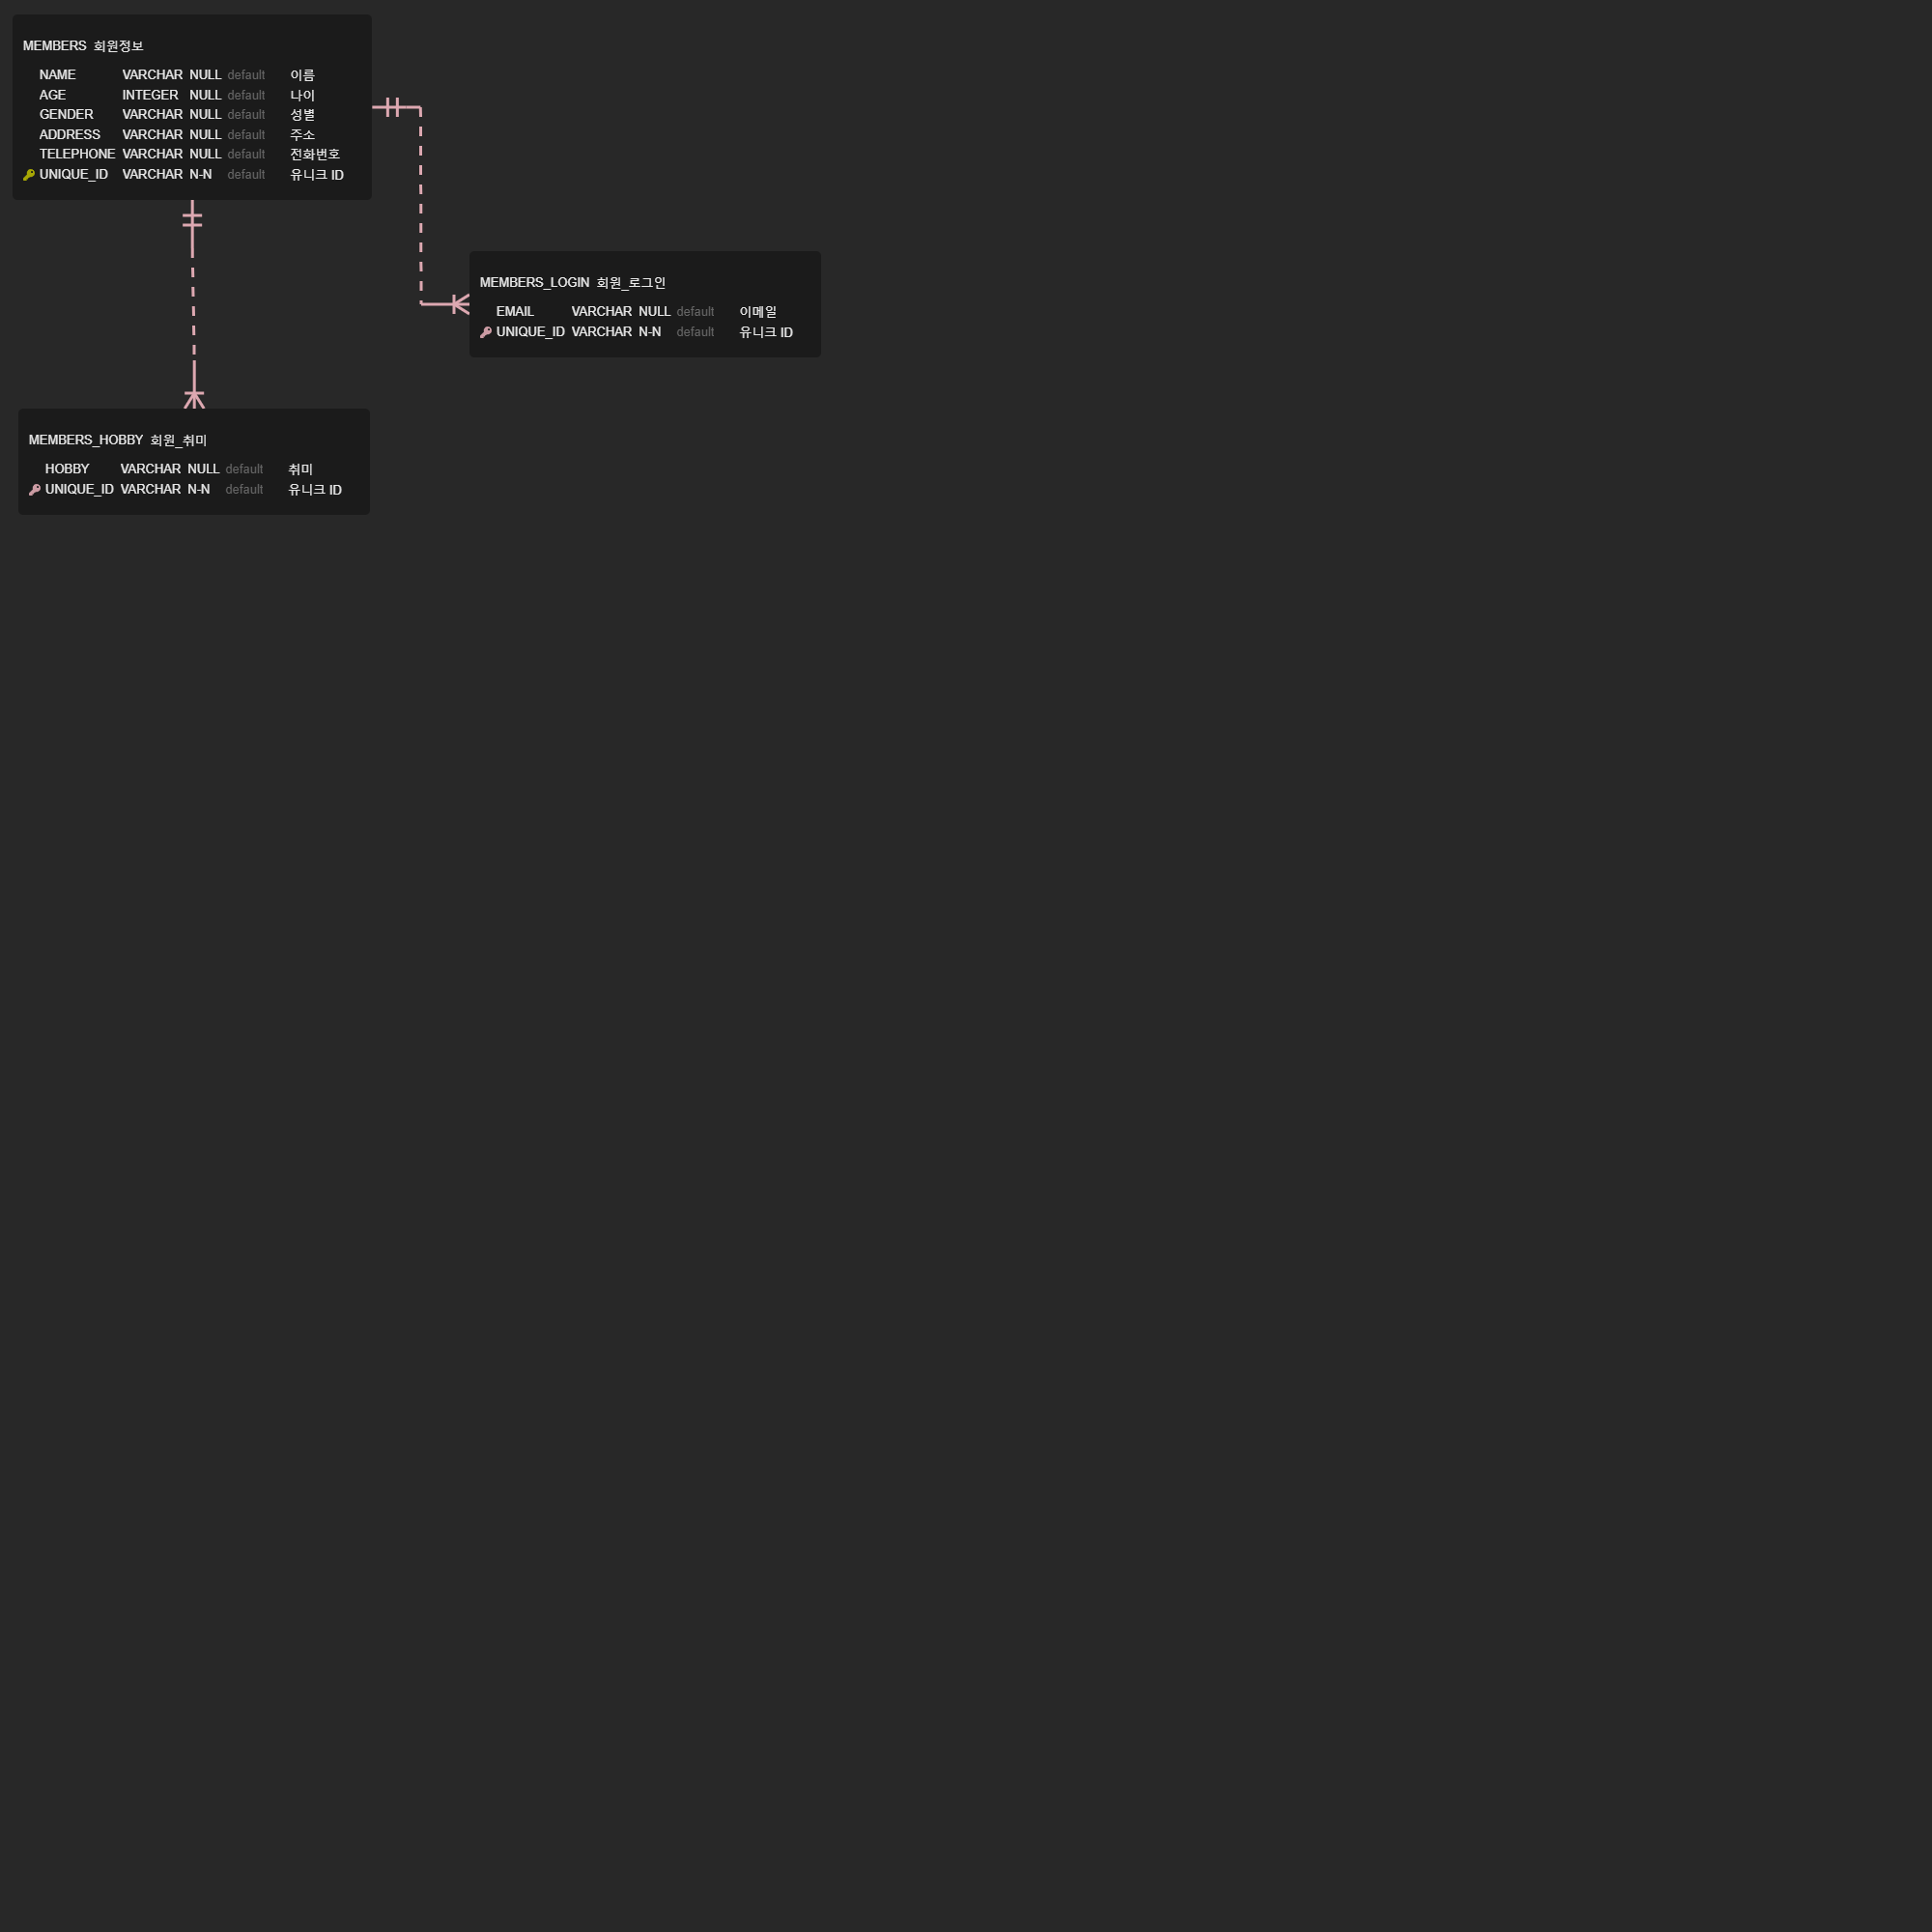 MEMBERS 회원정보
NAME VARCHAR NULL default 이름
AGE INTEGER NULL default 나이
GENDER VARCHAR NULL default 성별
ADDRESS VARCHAR NULL default 주소
TELEPHONE VARCHAR NULL default 전화번호
UNIQUE_ID VARCHAR N-N default 유니크 ID
MEMBERS_LOGIN 회원_로그인
EMAIL VARCHAR NULL default 이메일
UNIQUE_ID VARCHAR N-N default 유니크 ID
MEMBERS_HOBBY 회원_취미
HOBBY VARCHAR NULL default 취미
UNIQUE_ID VARCHAR N-N default 유니크 ID